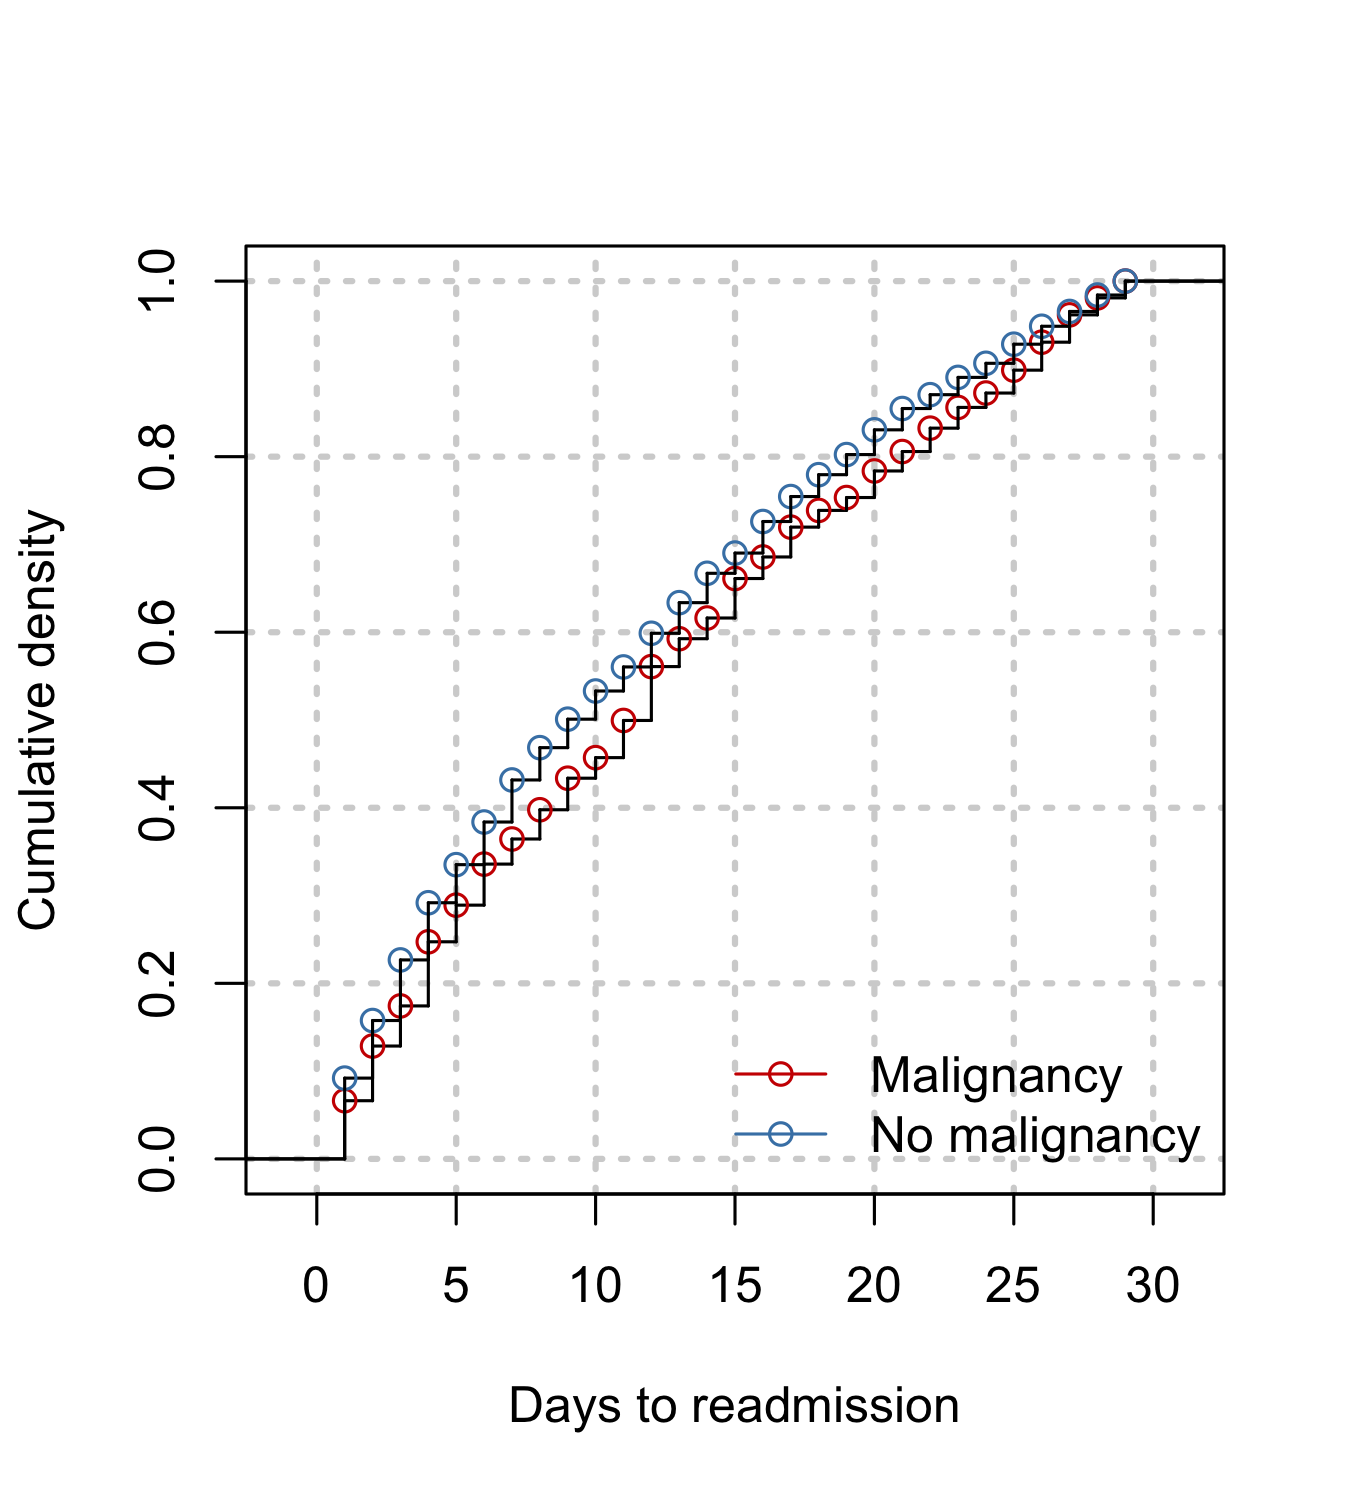 1.0
0.8
0.6
0.4
0.2
0.0
Cumulative density
Malignancy
No malignancy
0 5 10 15 20 25 30
Days to readmission